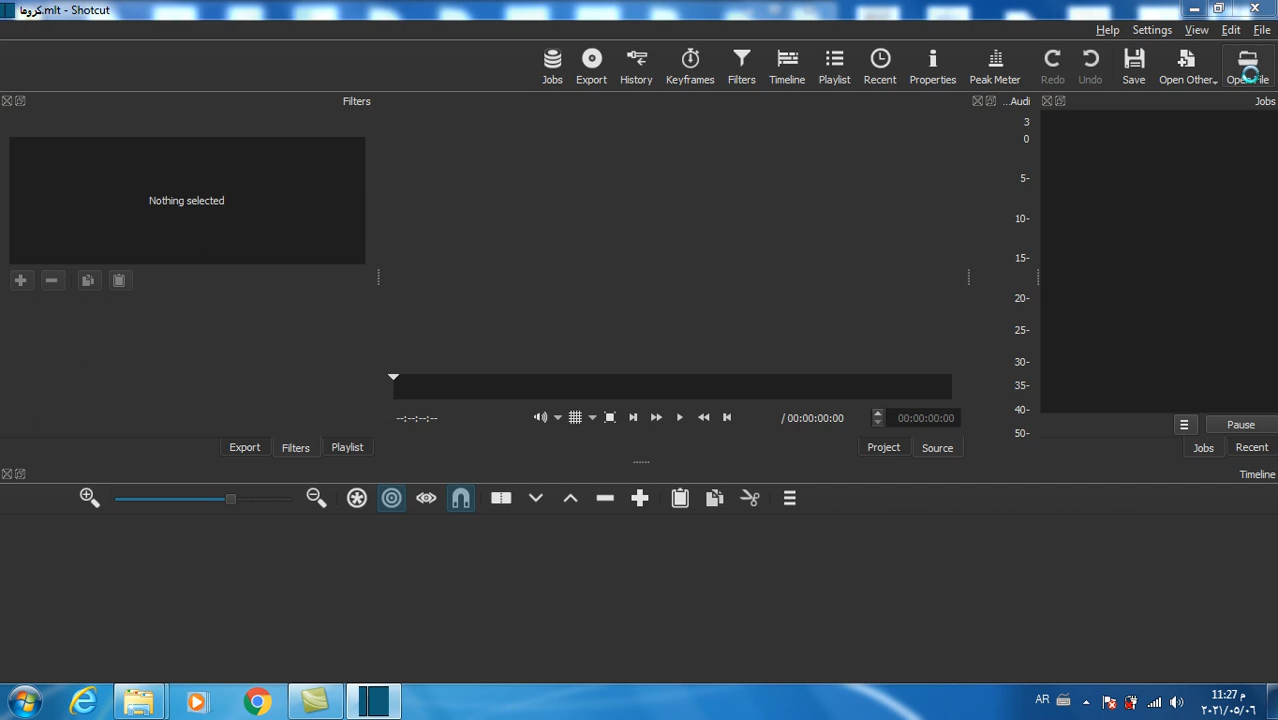 كروما.mlt - Shotcut
Help Settings View Edit File
Jobs Export History Keyframes Filters Timeline Playlist Recent Properties Peak Meter Redo Undo Save Open Other Open File
Filters
...Audi
Jobs
3
0
5-
10-
15-
20-
25-
30-
35-
40-
50-
Nothing selected
--:--:--:--
/ 00:00:00:00
00:00:00:00
Pause
Export Filters Playlist
Project Source
Jobs Recent
Timeline
AR
11:27 م
٢٠٢١/٠٥/٠٦